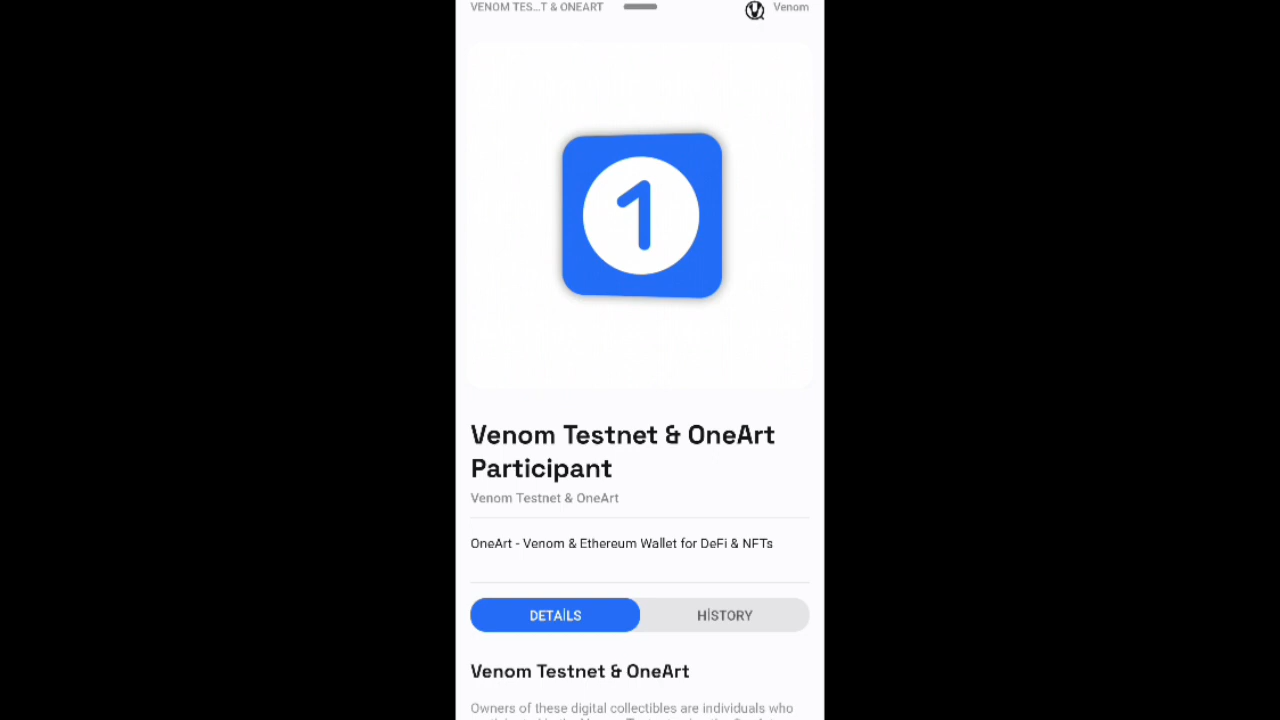 VENOM TES...T & ONEART
Venom
1
Venom Testnet & OneArt
Participant
Venom Testnet & OneArt
OneArt - Venom & Ethereum Wallet for DeFi & NFTs
DETAİLS
HİSTORY
Venom Testnet & OneArt
Owners of these digital collectibles are individuals who